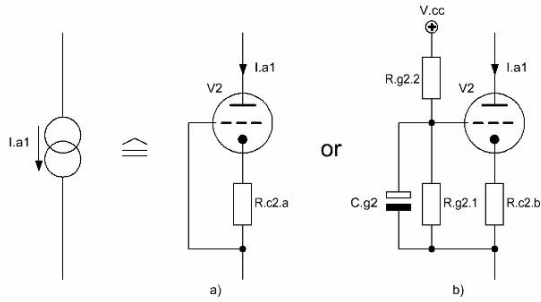 V.cc
I.a1
V2
R.g2.2
I.a1
V2
I.a1
or
R.c2.a
C.g2
R.g2.1
R.c2.b
a)
b)